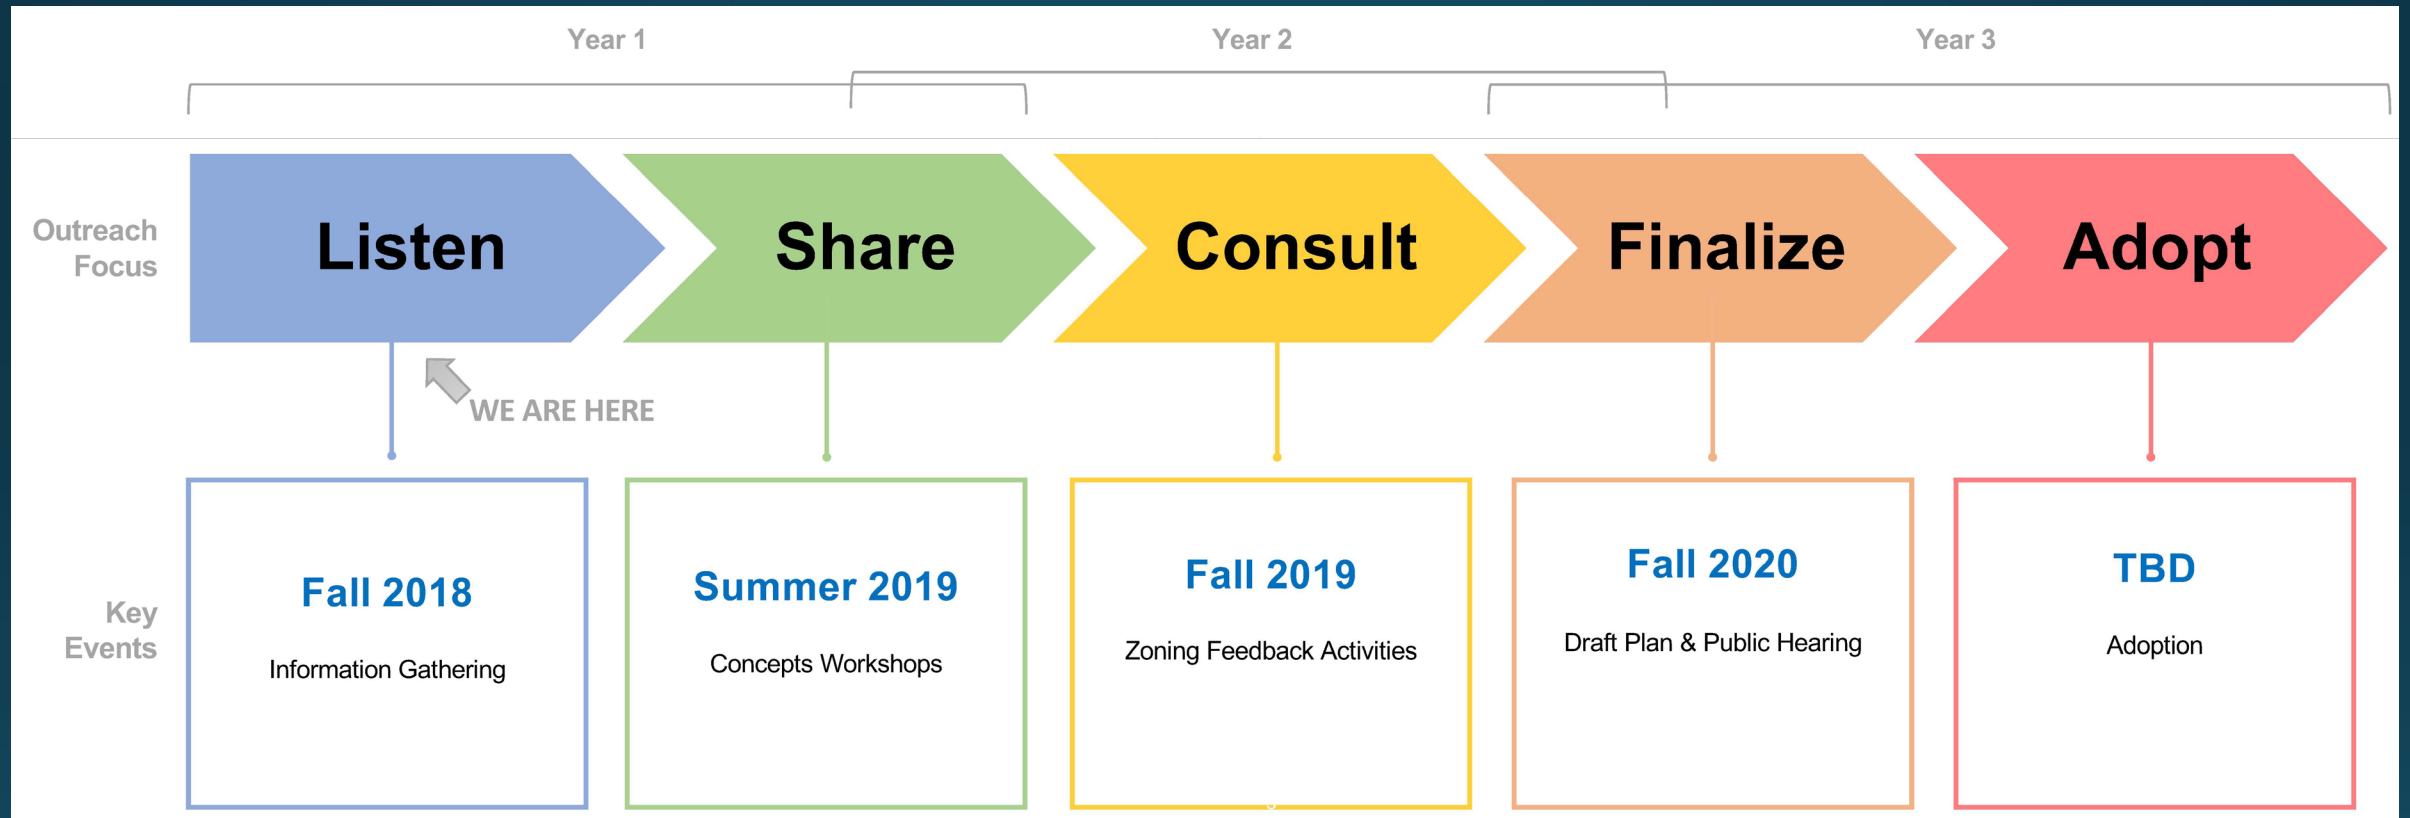 Year 1
Year 2
Year 3
Outreach
Focus
Listen
Share
Consult
Finalize
Adopt
WE ARE HERE
Key
Events
Fall 2018
Information Gathering
Summer 2019
Concepts Workshops
Fall 2019
Zoning Feedback Activities
Fall 2020
Draft Plan & Public Hearing
TBD
Adoption